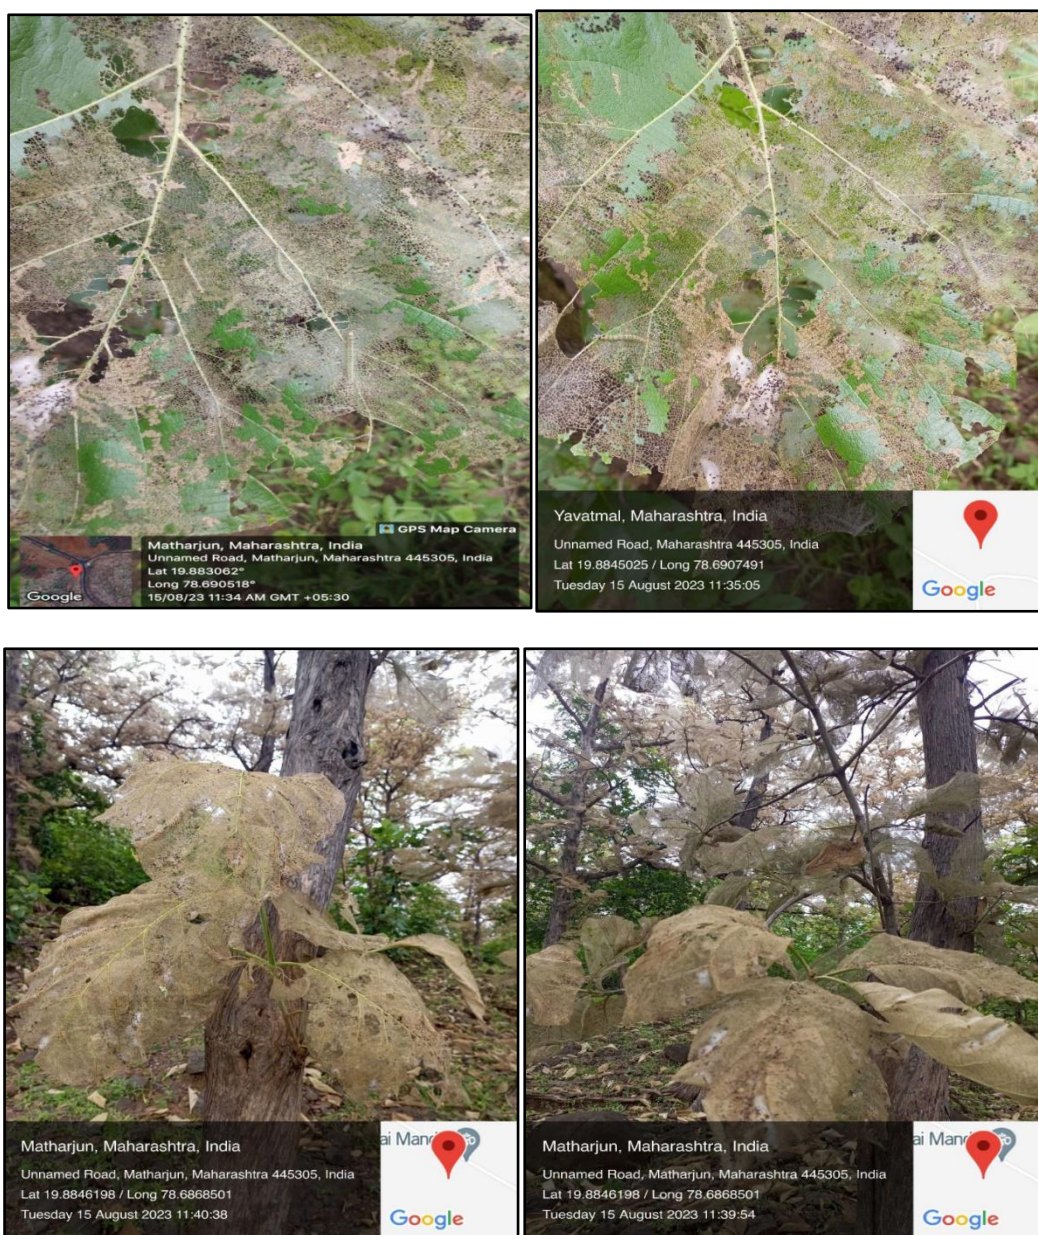 GPS Map Camera
Matharjun, Maharashtra, India
Unnamed Road, Matharjun, Maharashtra 445305, India
Lat 19.883062°
Long 78.690518°
15/08/23 11:34 AM GMT +05:30
Google
Yavatmal, Maharashtra, India
Unnamed Road, Maharashtra 445305, India
Lat 19.8845025 / Long 78.6907491
Tuesday 15 August 2023 11:35:05
Google
Matharjun, Maharashtra, India
Unnamed Road, Matharjun, Maharashtra 445305, India
Lat 19.8846198 / Long 78.6868501
Tuesday 15 August 2023 11:40:38
Google
Matharjun, Maharashtra, India
Unnamed Road, Matharjun, Maharashtra 445305, India
Lat 19.8846198 / Long 78.6868501
Tuesday 15 August 2023 11:39:54
Google